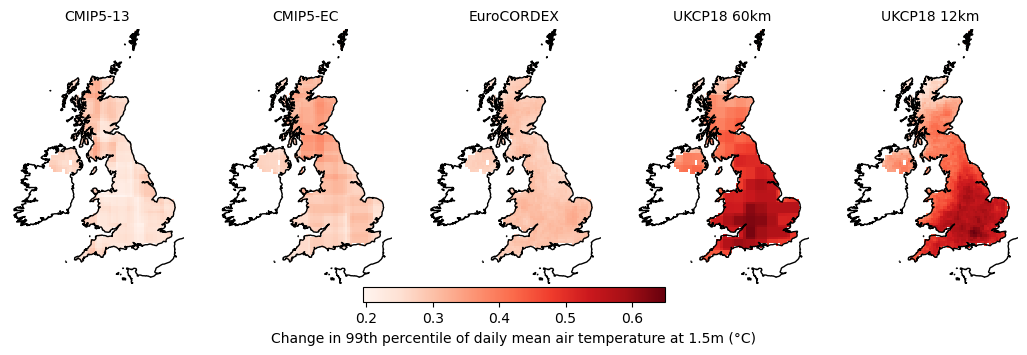 CMIP5-13 CMIP5-EC EuroCORDEX UKCP18 60km UKCP18 12km
0.2 0.3 0.4 0.5 0.6
Change in 99th percentile of daily mean air temperature at 1.5m (°C)